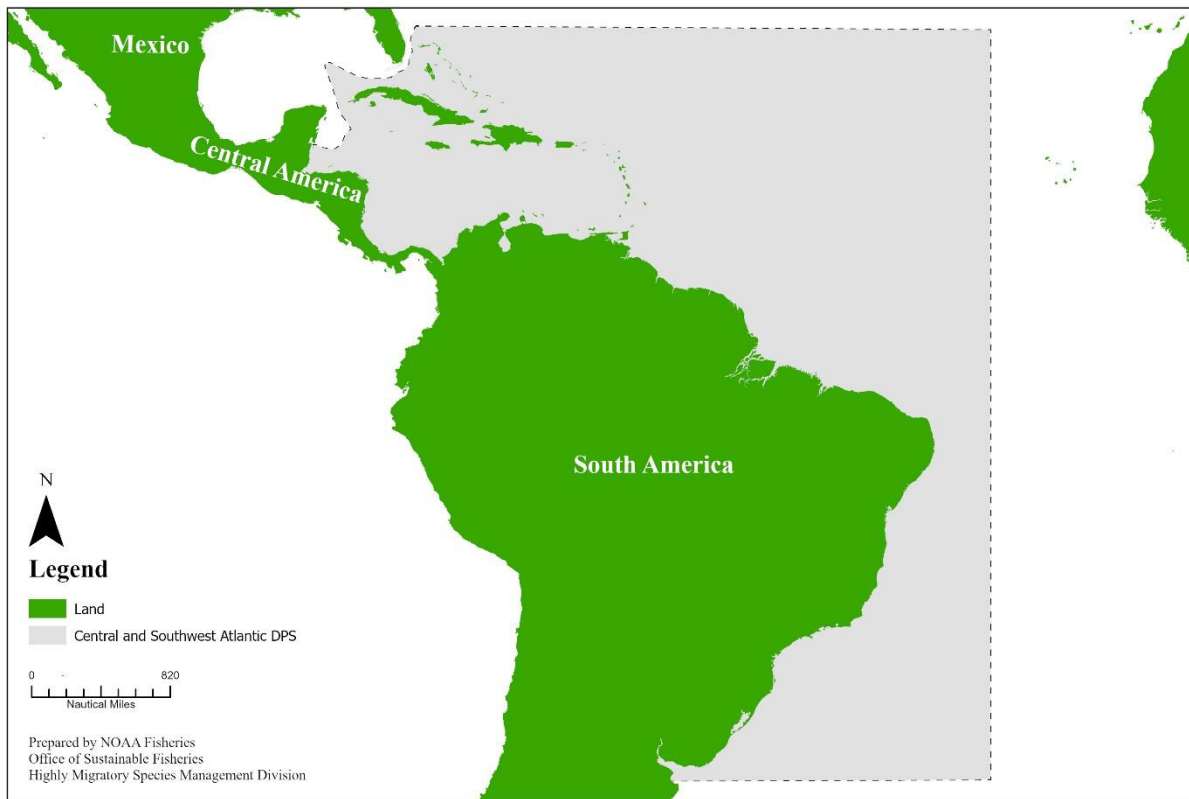 Mexico
Central America
South America
N
Legend
Land
Central and Southwest Atlantic DPS
0 820
Nautical Miles
Prepared by NOAA Fisheries
Office of Sustainable Fisheries
Highly Migratory Species Management Division